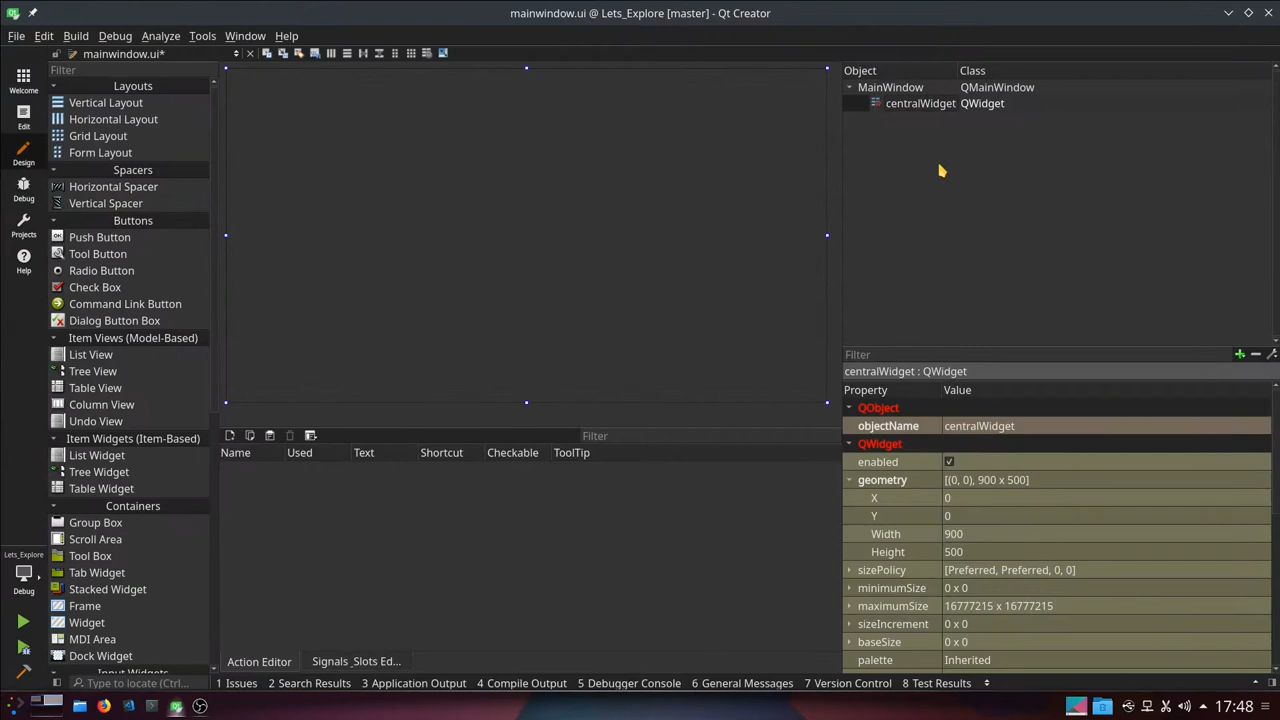 mainwindow.ui @ Lets_Explore [master] - Qt Creator
File Edit Build Debug Analyze Tools Window Help
mainwindow.ui*
Welcome
Edit
Design
Debug
Projects
Help
Lets_Explore
Debug
Filter
Layouts
Vertical Layout
Horizontal Layout
Grid Layout
Form Layout
Spacers
Horizontal Spacer
Vertical Spacer
Buttons
Push Button
Tool Button
Radio Button
Check Box
Command Link Button
Dialog Button Box
Item Views (Model-Based)
List View
Tree View
Table View
Column View
Undo View
Item Widgets (Item-Based)
List Widget
Tree Widget
Table Widget
Containers
Group Box
Scroll Area
Tool Box
Tab Widget
Stacked Widget
Frame
Widget
MDI Area
Dock Widget
Input Widgets
Filter
Name Used Text Shortcut Checkable ToolTip
Action Editor Signals _Slots Ed...
Object Class
MainWindow QMainWindow
centralWidget QWidget
Filter
centralWidget : QWidget
Property Value
QObject
objectName centralWidget
QWidget
enabled
geometry [(0, 0), 900 x 500]
X 0
Y 0
Width 900
Height 500
sizePolicy [Preferred, Preferred, 0, 0]
minimumSize 0 x 0
maximumSize 16777215 x 16777215
sizeIncrement 0 x 0
baseSize 0 x 0
palette Inherited
Type to locate (Ctrl... 1 Issues 2 Search Results 3 Application Output 4 Compile Output 5 Debugger Console 6 General Messages 7 Version Control 8 Test Results
17:48